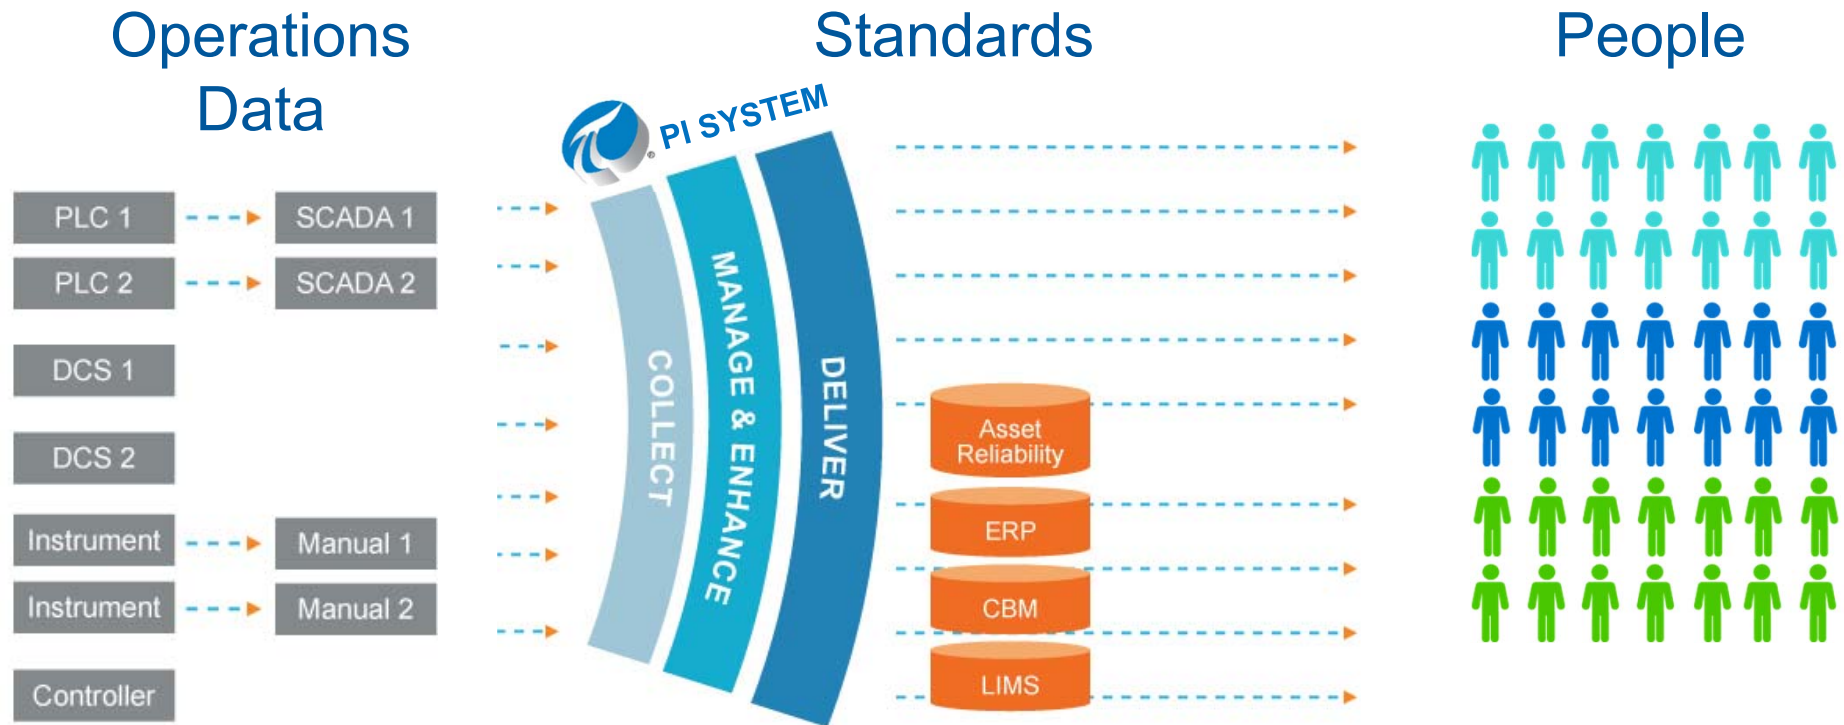 Operations
Data
Standards
People
PI SYSTEM
®
PLC 1
SCADA 1
PLC 2
SCADA 2
DCS 1
DCS 2
Instrument
Manual 1
Instrument
Manual 2
Controller
COLLECT
MANAGE & ENHANCE
DELIVER
Asset
Reliability
ERP
CBM
LIMS